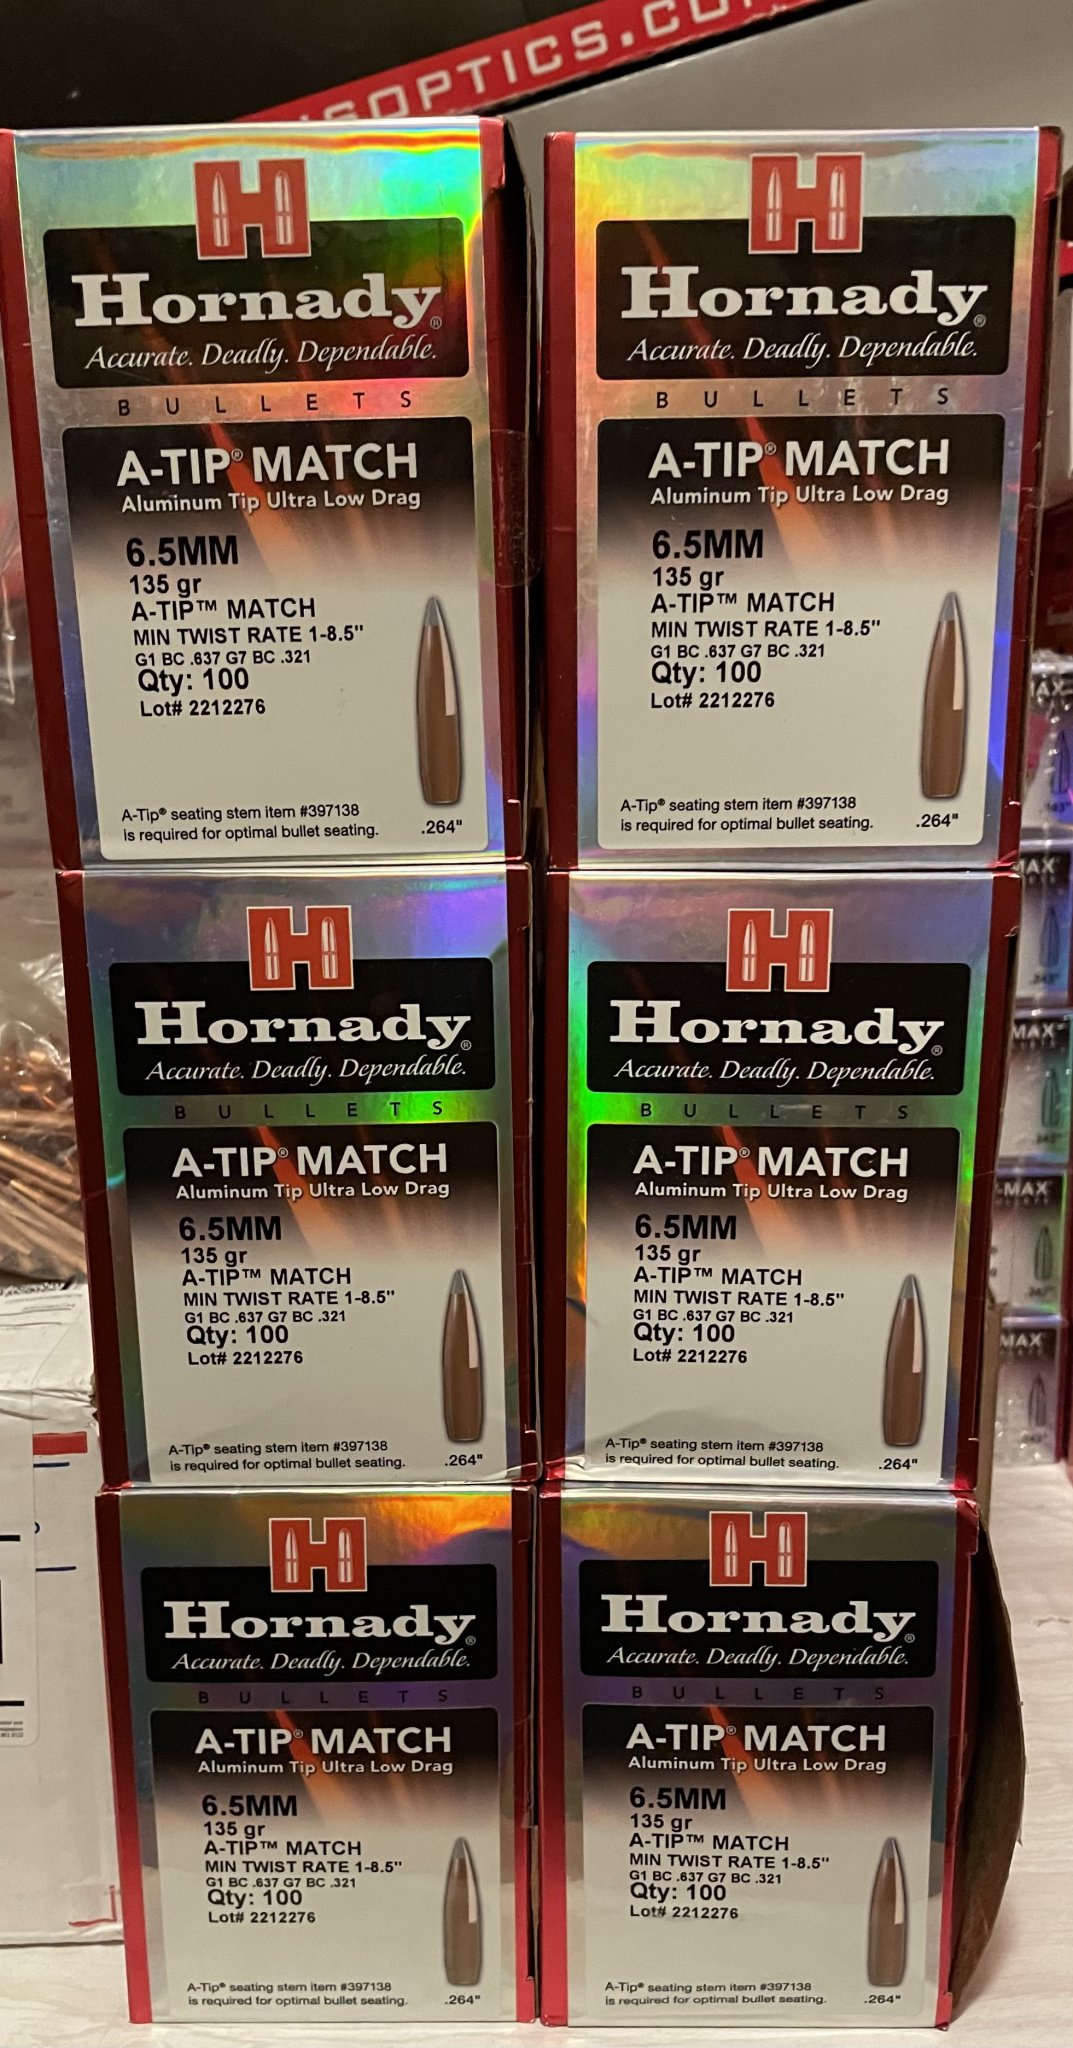 SOPTICS.CO
Hornady®
Accurate. Deadly. Dependable.
BULLETS
A-TIP® MATCH
Aluminum Tip Ultra Low Drag
6.5MM
135 gr
A-TIP™ MATCH
MIN TWIST RATE 1-8.5"
G1 BC .637 G7 BC .321
Qty: 100
Lot# 2212276
A-Tip® seating stem item #397138
is required for optimal bullet seating.
.264"
Hornady®
Accurate. Deadly. Dependable.
BULLETS
A-TIP® MATCH
Aluminum Tip Ultra Low Drag
6.5MM
135 gr
A-TIP™ MATCH
MIN TWIST RATE 1-8.5"
G1 BC .637 G7 BC .321
Qty: 100
Lot# 2212276
A-Tip® seating stem item #397138
is required for optimal bullet seating.
.264"
Hornady®
Accurate. Deadly. Dependable.
BULLETS
A-TIP® MATCH
Aluminum Tip Ultra Low Drag
6.5MM
135 gr
A-TIP™ MATCH
MIN TWIST RATE 1-8.5"
G1 BC .637 G7 BC .321
Qty: 100
Lot# 2212276
A-Tip® seating stem item #397138
is required for optimal bullet seating.
.264"
Hornady®
Accurate. Deadly. Dependable.
BULLETS
A-TIP® MATCH
Aluminum Tip Ultra Low Drag
6.5MM
135 gr
A-TIP™ MATCH
MIN TWIST RATE 1-8.5"
G1 BC .637 G7 BC .321
Qty: 100
Lot# 2212276
A-Tip® seating stem item #397138
is required for optimal bullet seating.
.264"
Hornady®
Accurate. Deadly. Dependable.
BULLETS
A-TIP® MATCH
Aluminum Tip Ultra Low Drag
6.5MM
135 gr
A-TIP™ MATCH
MIN TWIST RATE 1-8.5"
G1 BC .637 G7 BC .321
Qty: 100
Lot# 2212276
A-Tip® seating stem item #397138
is required for optimal bullet seating.
.264"
Hornady®
Accurate. Deadly. Dependable.
BULLETS
A-TIP® MATCH
Aluminum Tip Ultra Low Drag
6.5MM
135 gr
A-TIP™ MATCH
MIN TWIST RATE 1-8.5"
G1 BC .637 G7 BC .321
Qty: 100
Lot# 2212276
A-Tip® seating stem item #397138
is required for optimal bullet seating.
.264"
MAX
MAX
-MAX
MAX